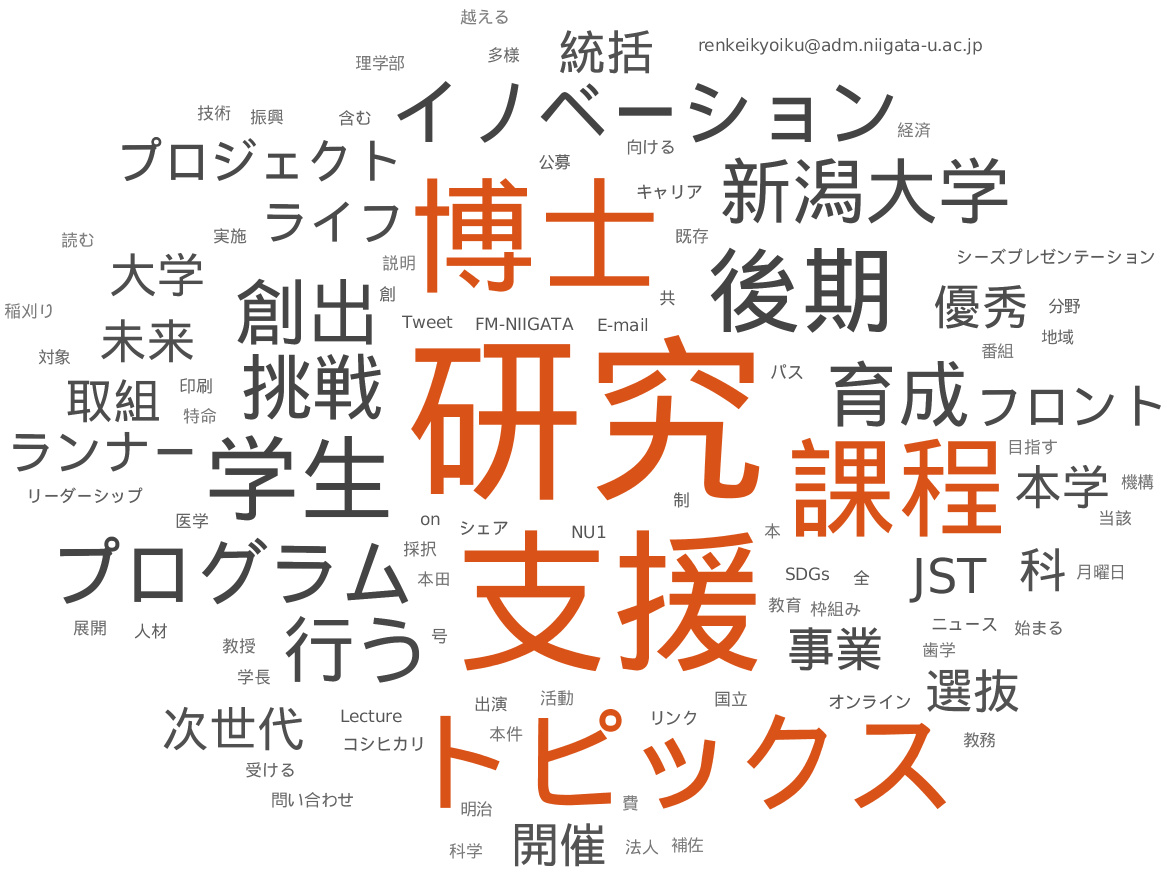 越える
統括
renkeikyoiku@adm.niigata-u.ac.jp
多様
理学部
イノベーション
技術
振興
含む
経済
プロジェクト
公募
向ける
キャリア
新潟大学
博士
ライフ
読む
実施
既存
説明
後期
シーズプレゼンテーション
大学
創出
創
共
優秀
分野
稲刈り
未来
Tweet
FM-NIIGATA
E-mail
地域
対象
研究
番組
取組
印刷
挑戦
パス
育成
フロント
特命
ランナー
学生
課程
目指す
リーダーシップ
制
本学
機構
医学
on
シェア
NU1
本
当該
プログラム
採択
支援
本田
SDGs
全
JST
科
月曜日
教育
枠組み
展開
人材
行う
号
ニュース
始まる
教授
事業
歯学
学長
選抜
次世代
Lecture
出演
活動
国立
オンライン
コシヒカリ
本件
リンク
トピックス
教務
受ける
問い合わせ
明治
費
科学
開催
法人
補佐